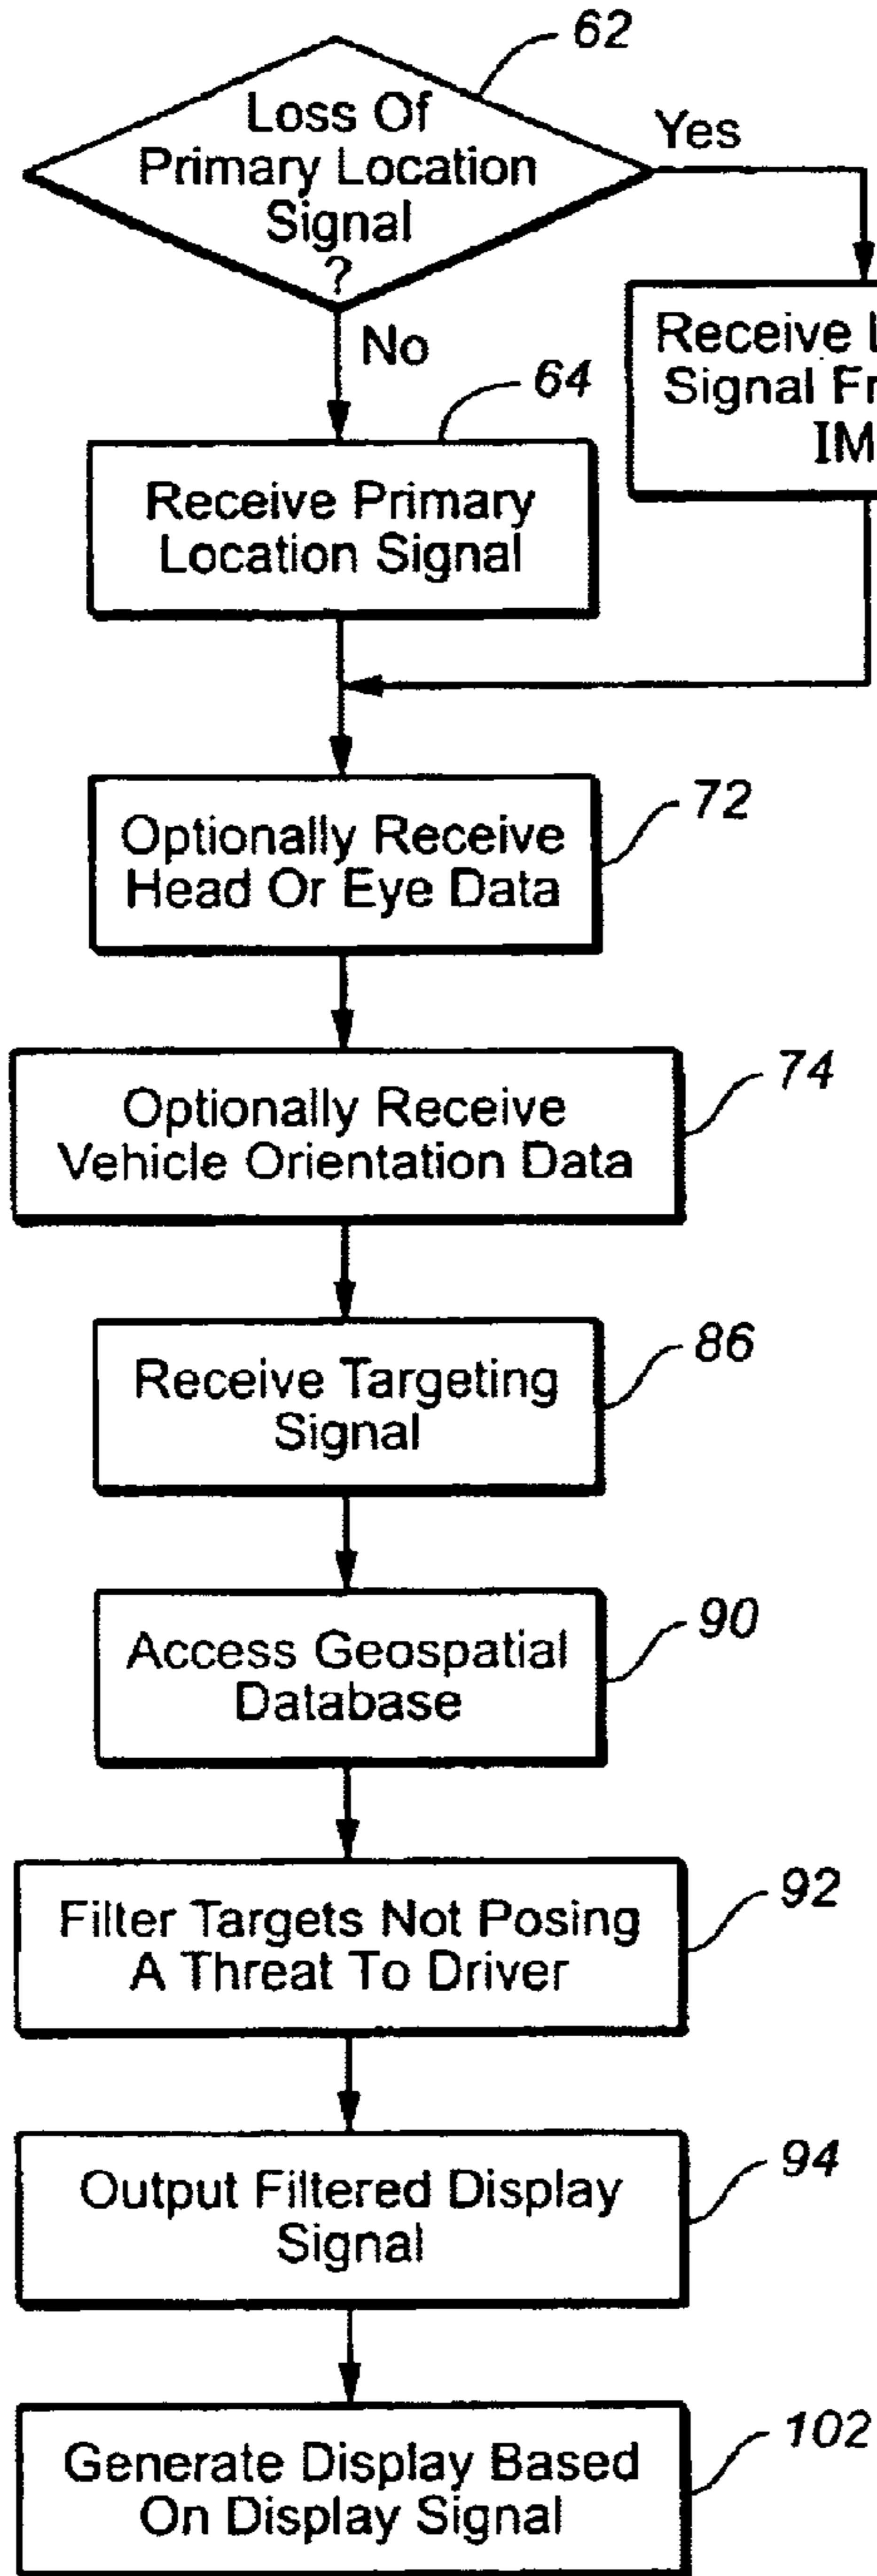 62
Loss Of
Primary Location
Signal
?
Yes
No
Receive
Signal
64
Receive Primary
Location Signal
72
Optionally Receive
Head Or Eye Data
74
Optionally Receive
Vehicle Orientation Data
86
Receive Targeting
Signal
90
Access Geospatial
Database
92
Filter Targets Not Posing
A Threat To Driver
94
Output Filtered Display
Signal
102
Generate Display Based
On Display Signal